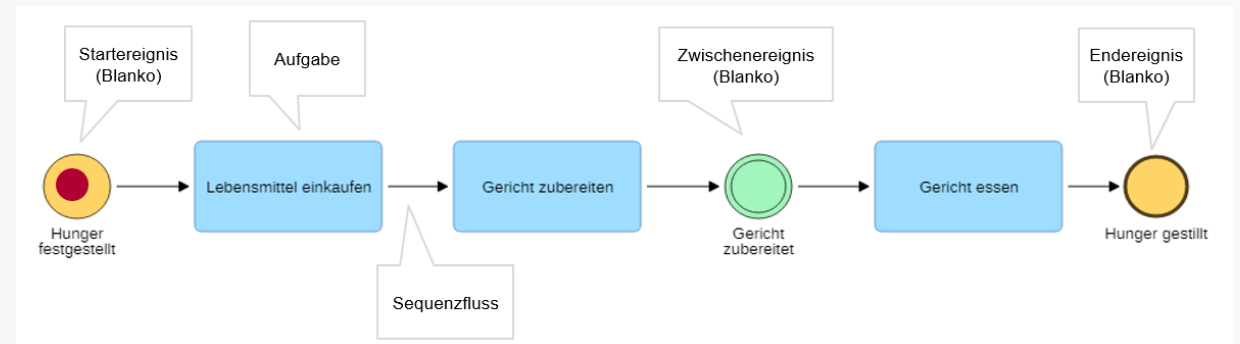 Startereignis
(Blanko)
Aufgabe
Zwischenereignis
(Blanko)
Endereignis
(Blanko)
Lebensmittel einkaufen
Gericht zubereiten
Gericht essen
Hunger
festgestellt
Gericht
zubereitet
Hunger gestillt
Sequenzfluss